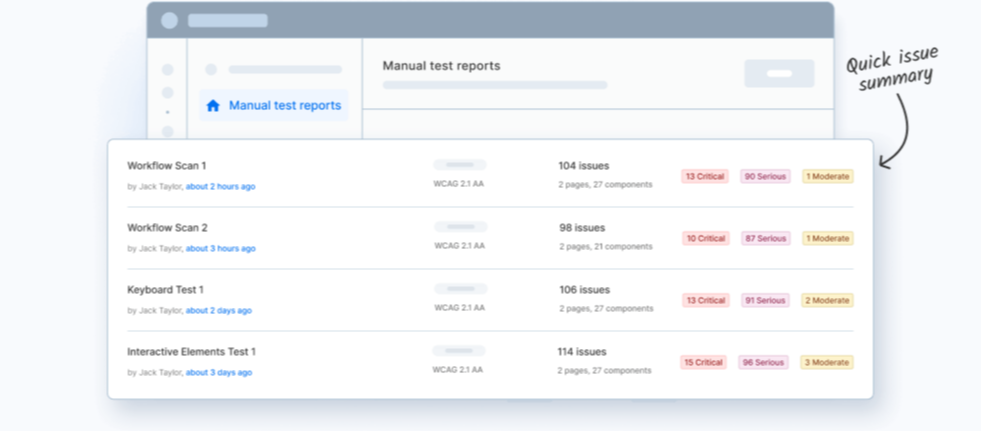 Manual test reports
Quick issue
summary
Manual test reports
Workflow Scan 1
by Jack Taylor, about 2 hours ago
WCAG 2.1 AA
104 issues
2 pages, 27 components
13 Critical
90 Serious
1 Moderate
Workflow Scan 2
by Jack Taylor, about 3 hours ago
WCAG 2.1 AA
98 issues
2 pages, 21 components
10 Critical
87 Serious
1 Moderate
Keyboard Test 1
by Jack Taylor, about 2 days ago
WCAG 2.1 AA
106 issues
2 pages, 27 components
13 Critical
91 Serious
2 Moderate
Interactive Elements Test 1
by Jack Taylor, about 3 days ago
WCAG 2.1 AA
114 issues
2 pages, 27 components
15 Critical
96 Serious
3 Moderate